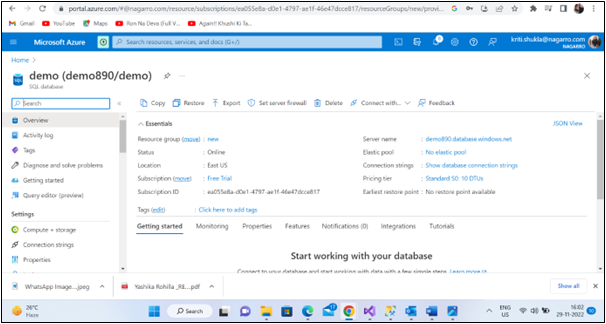 portal.azure.com/#@nagarro.com/resource/subscriptions/ea055e8a-d0e1-4797-ae1f-46e47dcce817/resourceGroups/new/provi...
Gmail YouTube Maps Ron Na Deva (Full V... Again!! Khushi Ki Ta...
Microsoft Azure Search resources, services, and docs (G+/) kriti.shukla@nagarro.com
NAGARRO
Home >
demo (demo890/demo)
SQL database
Search Copy Restore Export Set server firewall Delete Connect with... Feedback
Overview
Activity log
Tags
Diagnose and solve problems
Getting started
Query editor (preview)
Settings
Compute + storage
Connection strings
Properties
Essentials JSON View
Resource group (move) : new
Status : Online
Location : East US
Subscription (move) : Free Trial
Subscription ID : ea055e8a-d0e1-4797-ae1f-46e47dcce817
Server name : demo890.database.windows.net
Elastic pool : No elastic pool
Connection strings : Show database connection strings
Pricing tier : Standard S0: 10 DTUs
Earliest restore point : No restore point available
Tags (edit) : Click here to add tags
Getting started Monitoring Properties Features Notifications (0) Integrations Tutorials
Start working with your database
Connect to your database and start working with data with a few simple steps. Learn more
WhatsApp Image....jpeg Yashika Rohilla _R&....pdf Show all
26°C
Haze
Search
ENG
US
16:02
29-11-2022